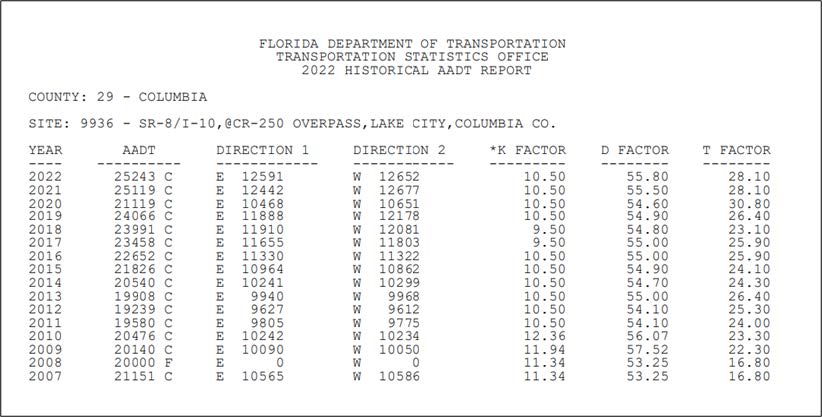 FLORIDA DEPARTMENT OF TRANSPORTATION
TRANSPORTATION STATISTICS OFFICE
2022 HISTORICAL AADT REPORT
COUNTY: 29 - COLUMBIA
SITE: 9936 - SR-8/I-10,@CR-250 OVERPASS,LAKE CITY,COLUMBIA CO.
YEAR AADT DIRECTION 1 DIRECTION 2 *K FACTOR D FACTOR T FACTOR
---- ---------- ------------ ------------ --------- --------- --------
2022 25243 C E 12591 W 12652 10.50 55.80 28.10
2021 25119 C E 12442 W 12677 10.50 55.50 28.10
2020 21119 C E 10468 W 10651 10.50 54.60 30.80
2019 24066 C E 11888 W 12178 10.50 54.90 26.40
2018 23991 C E 11910 W 12081 9.50 54.80 23.10
2017 23458 C E 11655 W 11803 9.50 55.00 25.90
2016 22652 C E 11330 W 11322 10.50 55.00 25.90
2015 21826 C E 10964 W 10862 10.50 54.90 24.10
2014 20540 C E 10241 W 10299 10.50 54.70 24.30
2013 19908 C E 9940 W 9968 10.50 55.00 26.40
2012 19239 C E 9627 W 9612 10.50 54.10 25.30
2011 19580 C E 9805 W 9775 10.50 54.10 24.00
2010 20476 C E 10242 W 10234 12.36 56.07 23.30
2009 20140 C E 10090 W 10050 11.94 57.52 22.30
2008 20000 F E 0 W 0 11.34 53.25 16.80
2007 21151 C E 10565 W 10586 11.34 53.25 16.80